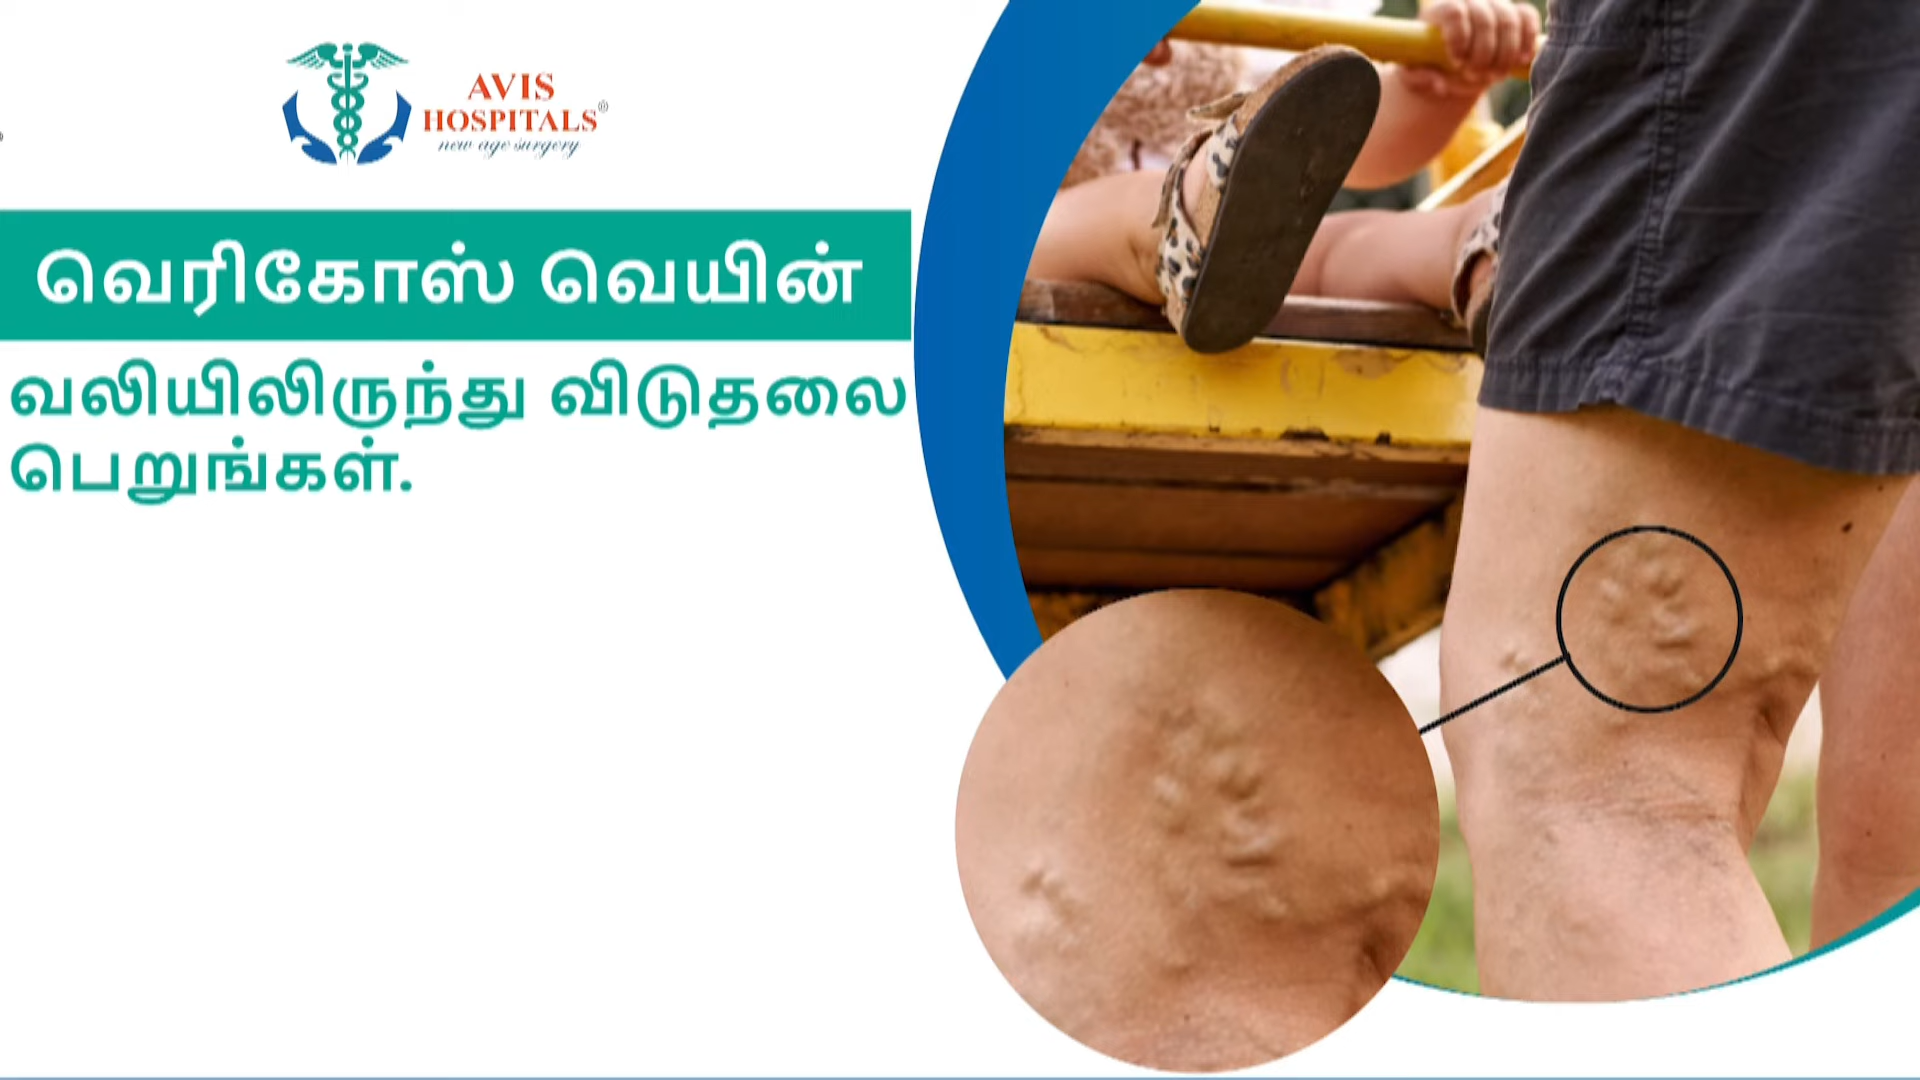 AVIS
HOSPITALS®
new age surgery
வெரிகோஸ் வெயின்
வலியிலிருந்து விடுதலை
பெறுங்கள்.